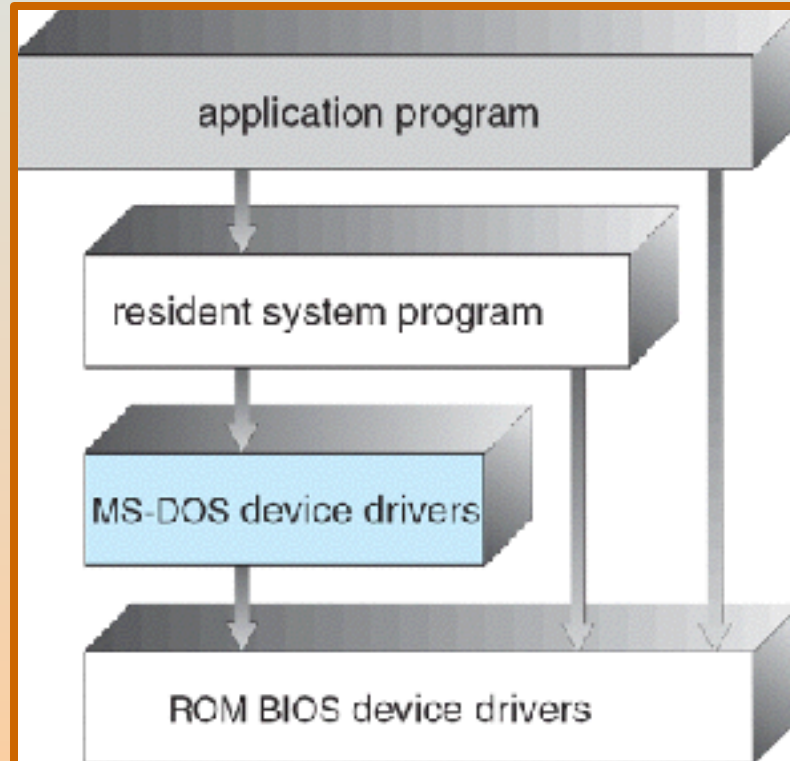 application program
resident system program
MS-DOS device drivers
ROM BIOS device drivers